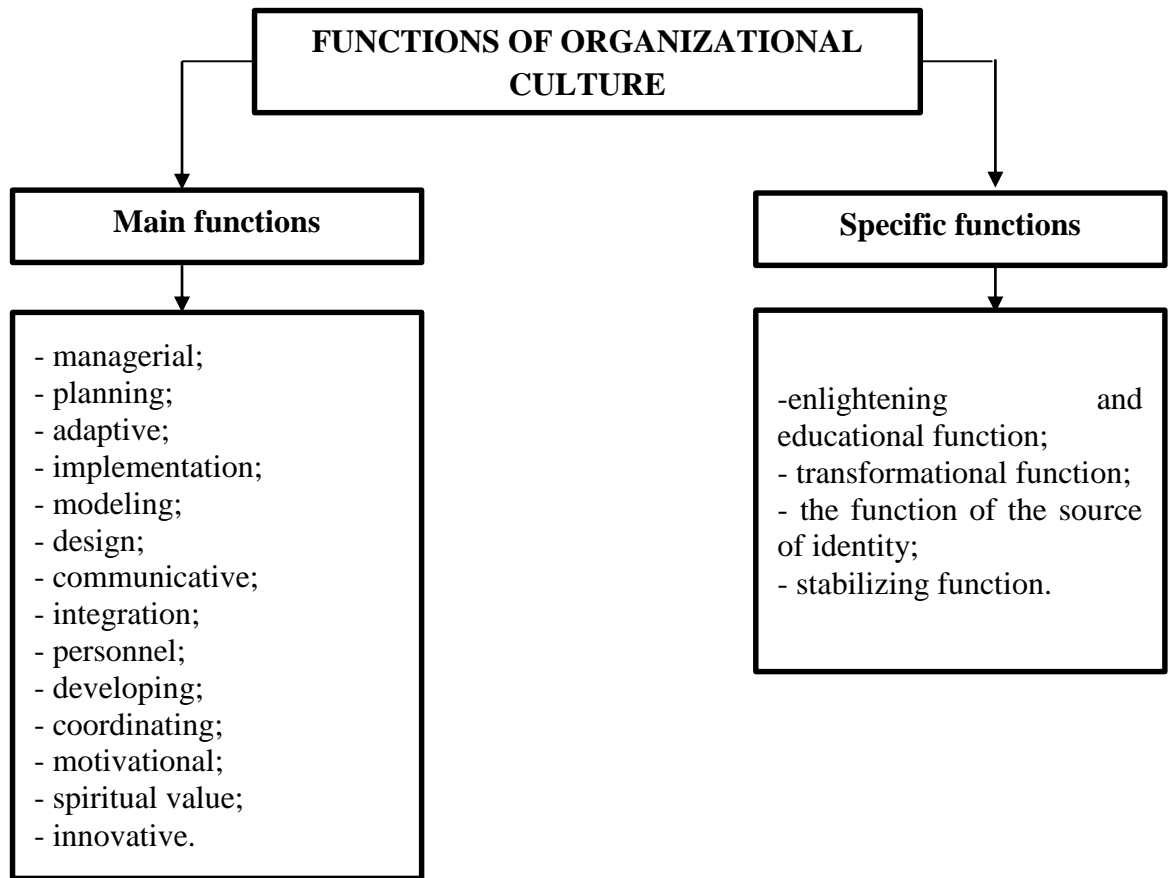 FUNCTIONS OF ORGANIZATIONAL
CULTURE
Main functions
- managerial;
- planning;
- adaptive;
- implementation;
- modeling;
- design;
- communicative;
- integration;
- personnel;
- developing;
- coordinating;
- motivational;
- spiritual value;
- innovative.
Specific functions
-enlightening and
educational function;
- transformational function;
- the function of the source
of identity;
- stabilizing function.